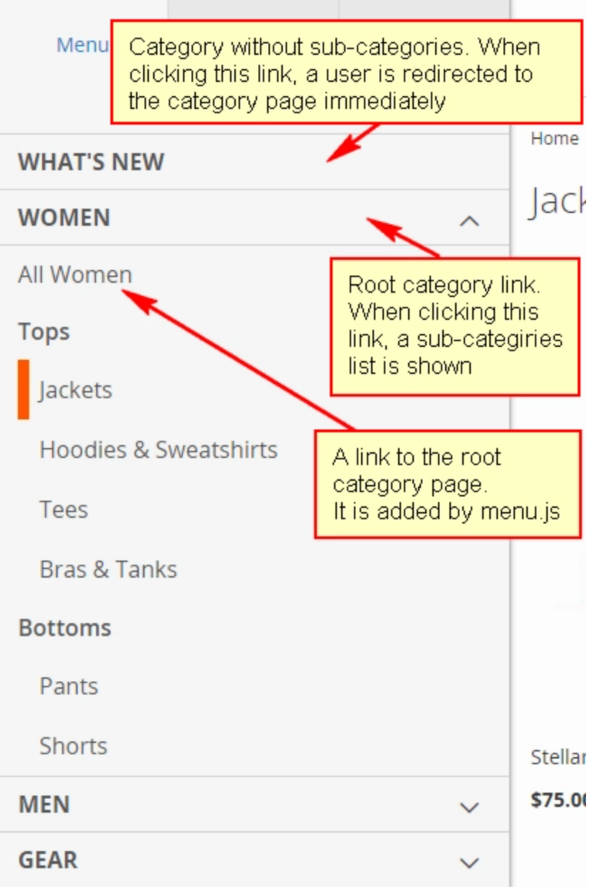 Menu
Category without sub-categories. When
clicking this link, a user is redirected to
the category page immediately
Home
WHAT'S NEW
WOMEN
All Women
Root category link.
When clicking this
link, a sub-categiries
list is shown
Tops
Jackets
Hoodies & Sweatshirts
A link to the root
category page.
It is added by menu.js
Tees
Bras & Tanks
Bottoms
Pants
Shorts
MEN
$75.0
GEAR